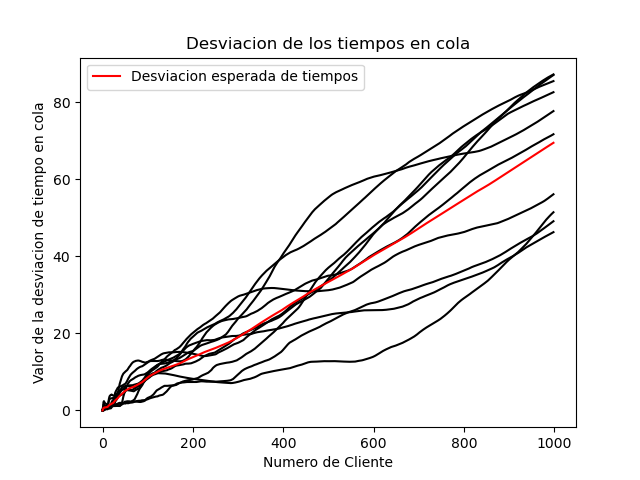 Desviacion de los tiempos en cola
Desviacion esperada de tiempos
Valor de la desviacion de tiempo en cola
80
60
40
20
0
0 200 400 600 800 1000
Numero de Cliente